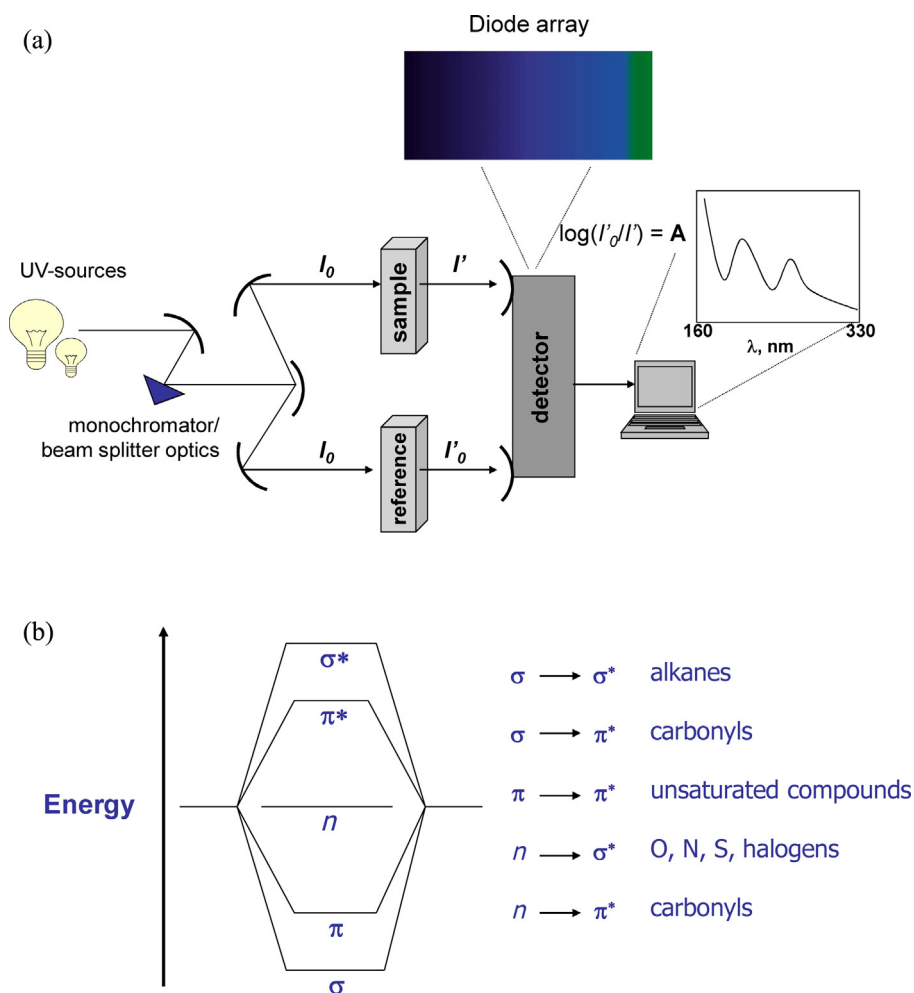 (a)
Diode array
UV-sources
monochromator/
beam splitter optics
I₀
sample
I'
I₀
reference
I'₀
detector
log(I'₀/I') = A
160
330
λ, nm
(b)
Energy
σ*
π*
n
π
σ
σ → σ* alkanes
σ → π* carbonyls
π → π* unsaturated compounds
n → σ* O, N, S, halogens
n → π* carbonyls